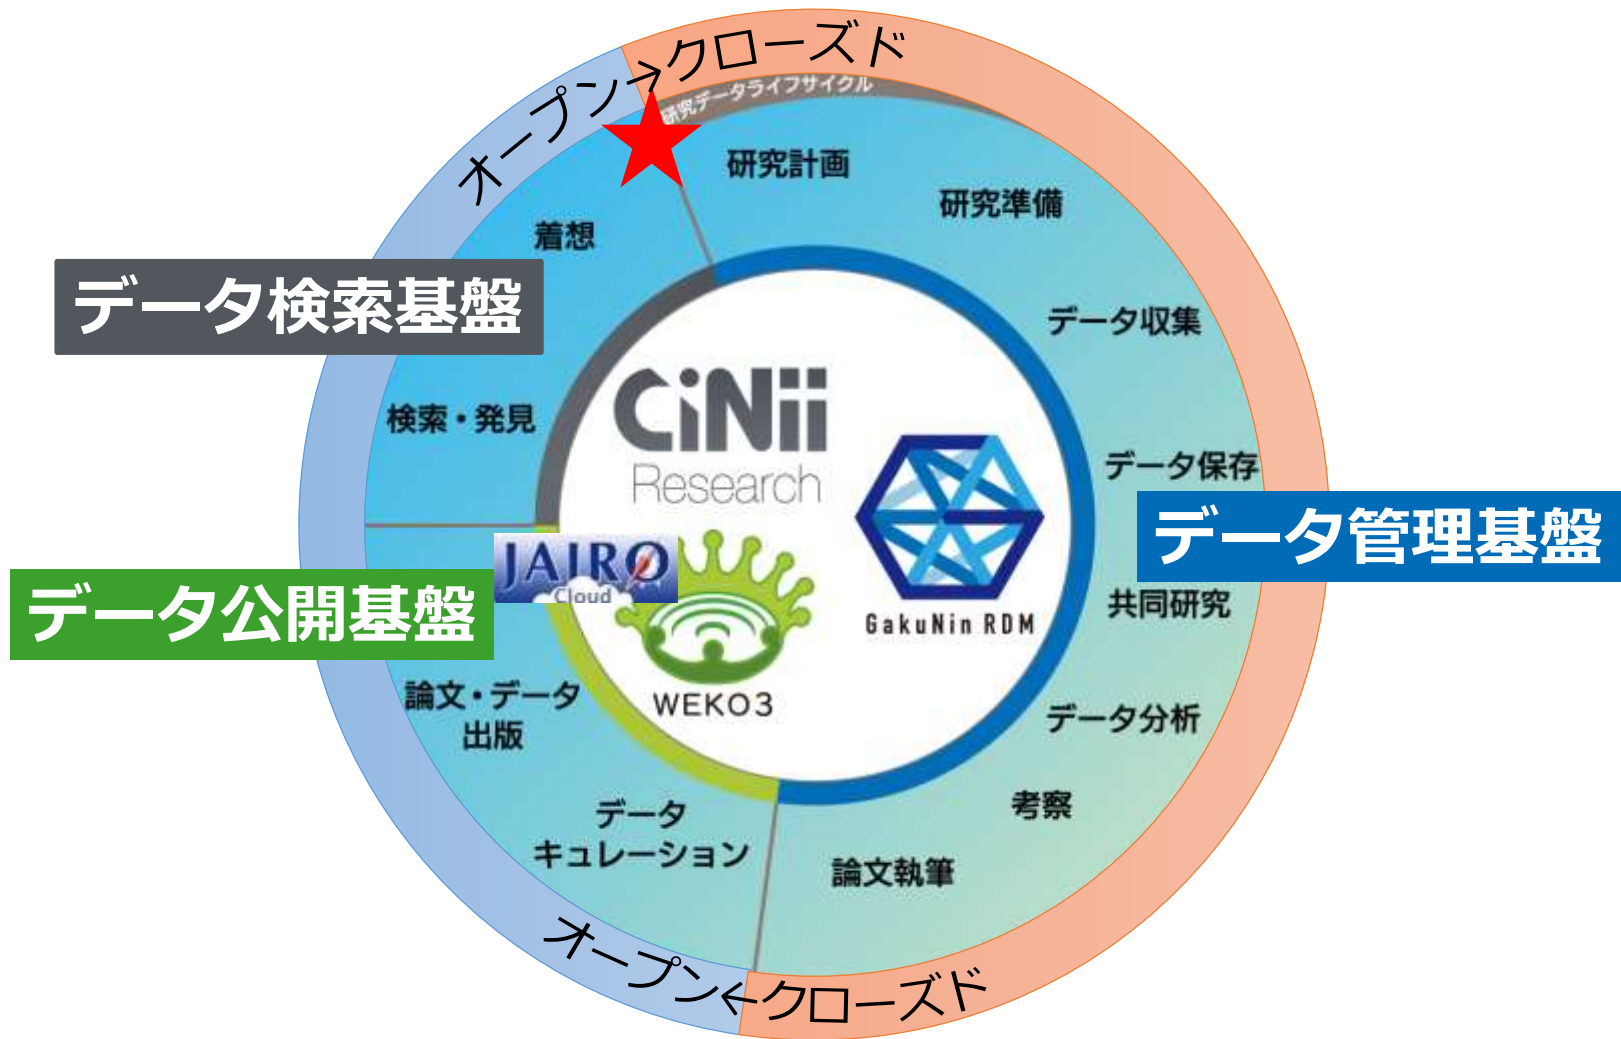 オープン→クローズド
研究データライフサイクル
研究計画
研究準備
着想
データ検索基盤
データ収集
検索・発見
CiNii
Research
データ保存
データ管理基盤
JAIRO
Cloud
データ公開基盤
GakuNin RDM
共同研究
WEKO3
論文・データ
出版
データ分析
データ
キュレーション
考察
論文執筆
オープン←クローズド